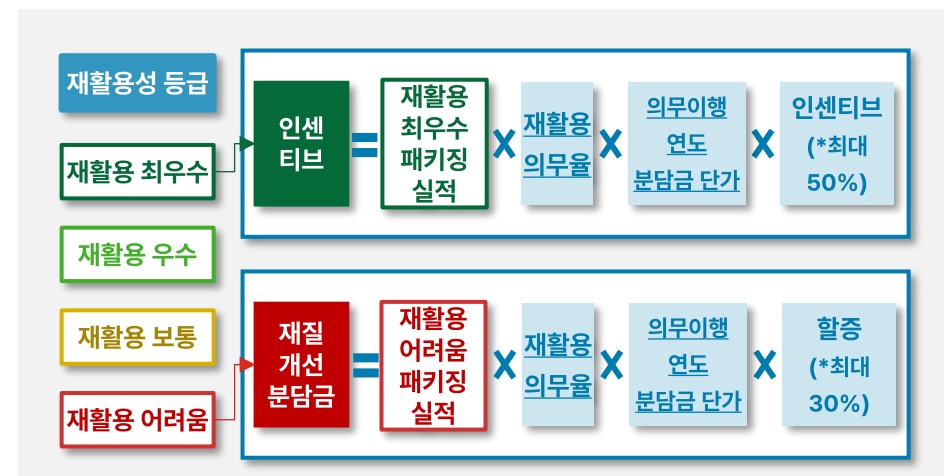 재활용성 등급
재활용 최우수
재활용 우수
재활용 보통
재활용 어려움
인센
티브
=
재활용
최우수
패키징
실적
×
재활용
의무율
×
의무이행
연도
분담금 단가
×
인센티브
(*최대
50%)
재질
개선
분담금
=
재활용
어려움
패키징
실적
×
재활용
의무율
×
의무이행
연도
분담금 단가
×
할증
(*최대
30%)